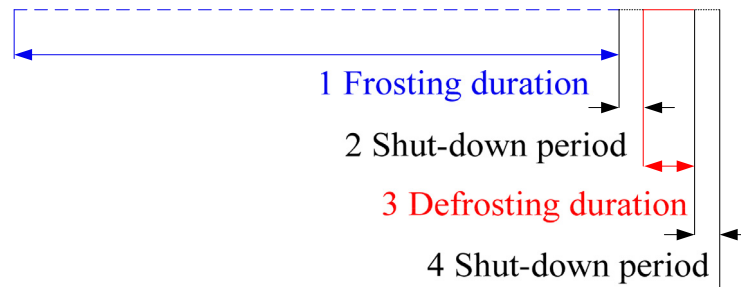 1 Frosting duration
2 Shut-down period
3 Defrosting duration
4 Shut-down period